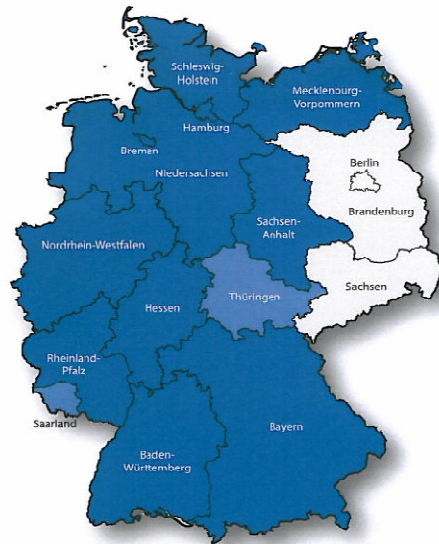 Schleswig-
Holstein
Mecklenburg-
Vorpommern
Hamburg
Bremen
Niedersachsen
Berlin
Brandenburg
Sachsen-
Anhalt
Nordrhein-Westfalen
Hessen
Thüringen
Sachsen
Rheinland-
Pfalz
Saarland
Bayern
Baden-
Württemberg